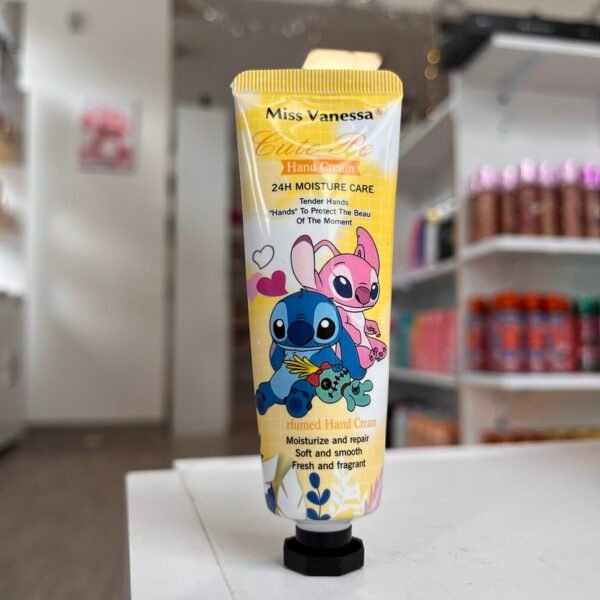 Miss Vanessa®
Cute Pe
Hand Cream
24H MOISTURE CARE
Tender Hands
"Hands" To Protect The Beau
Of The Moment
rfumed Hand Cream
Moisturize and repair
Soft and smooth
Fresh and fragrant